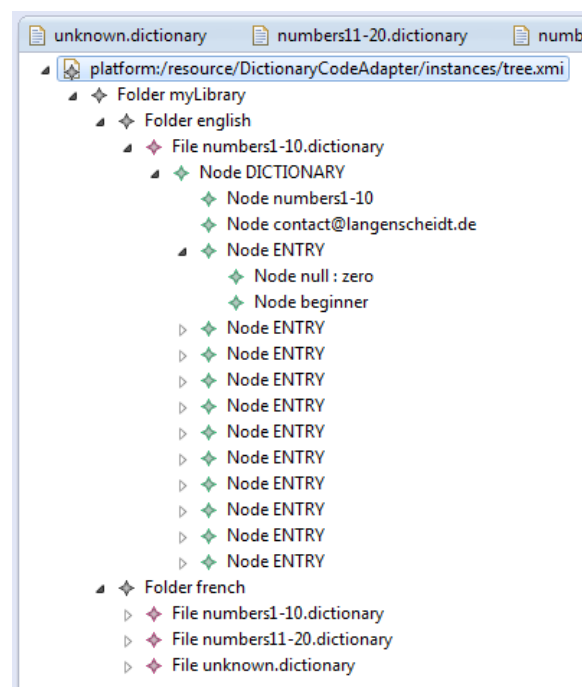 unknown.dictionary numbers11-20.dictionary numb
platform:/resource/DictionaryCodeAdapter/instances/tree.xmi
Folder myLibrary
Folder english
File numbers1-10.dictionary
Node DICTIONARY
Node numbers1-10
Node contact@langenscheidt.de
Node ENTRY
Node null : zero
Node beginner
Node ENTRY
Node ENTRY
Node ENTRY
Node ENTRY
Node ENTRY
Node ENTRY
Node ENTRY
Node ENTRY
Node ENTRY
Node ENTRY
Folder french
File numbers1-10.dictionary
File numbers11-20.dictionary
File unknown.dictionary